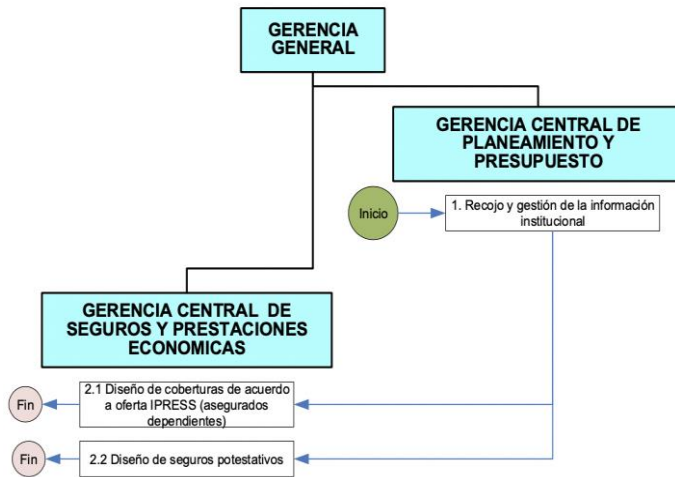 GERENCIA
GENERAL
GERENCIA CENTRAL DE
PLANEAMIENTO Y
PRESUPUESTO
Inicio
1. Recojo y gestión de la información
institucional
GERENCIA CENTRAL DE
SEGUROS Y PRESTACIONES
ECONOMICAS
Fin
2.1 Diseño de coberturas de acuerdo
a oferta IPRESS (asegurados
dependientes)
Fin
2.2 Diseño de seguros potestativos